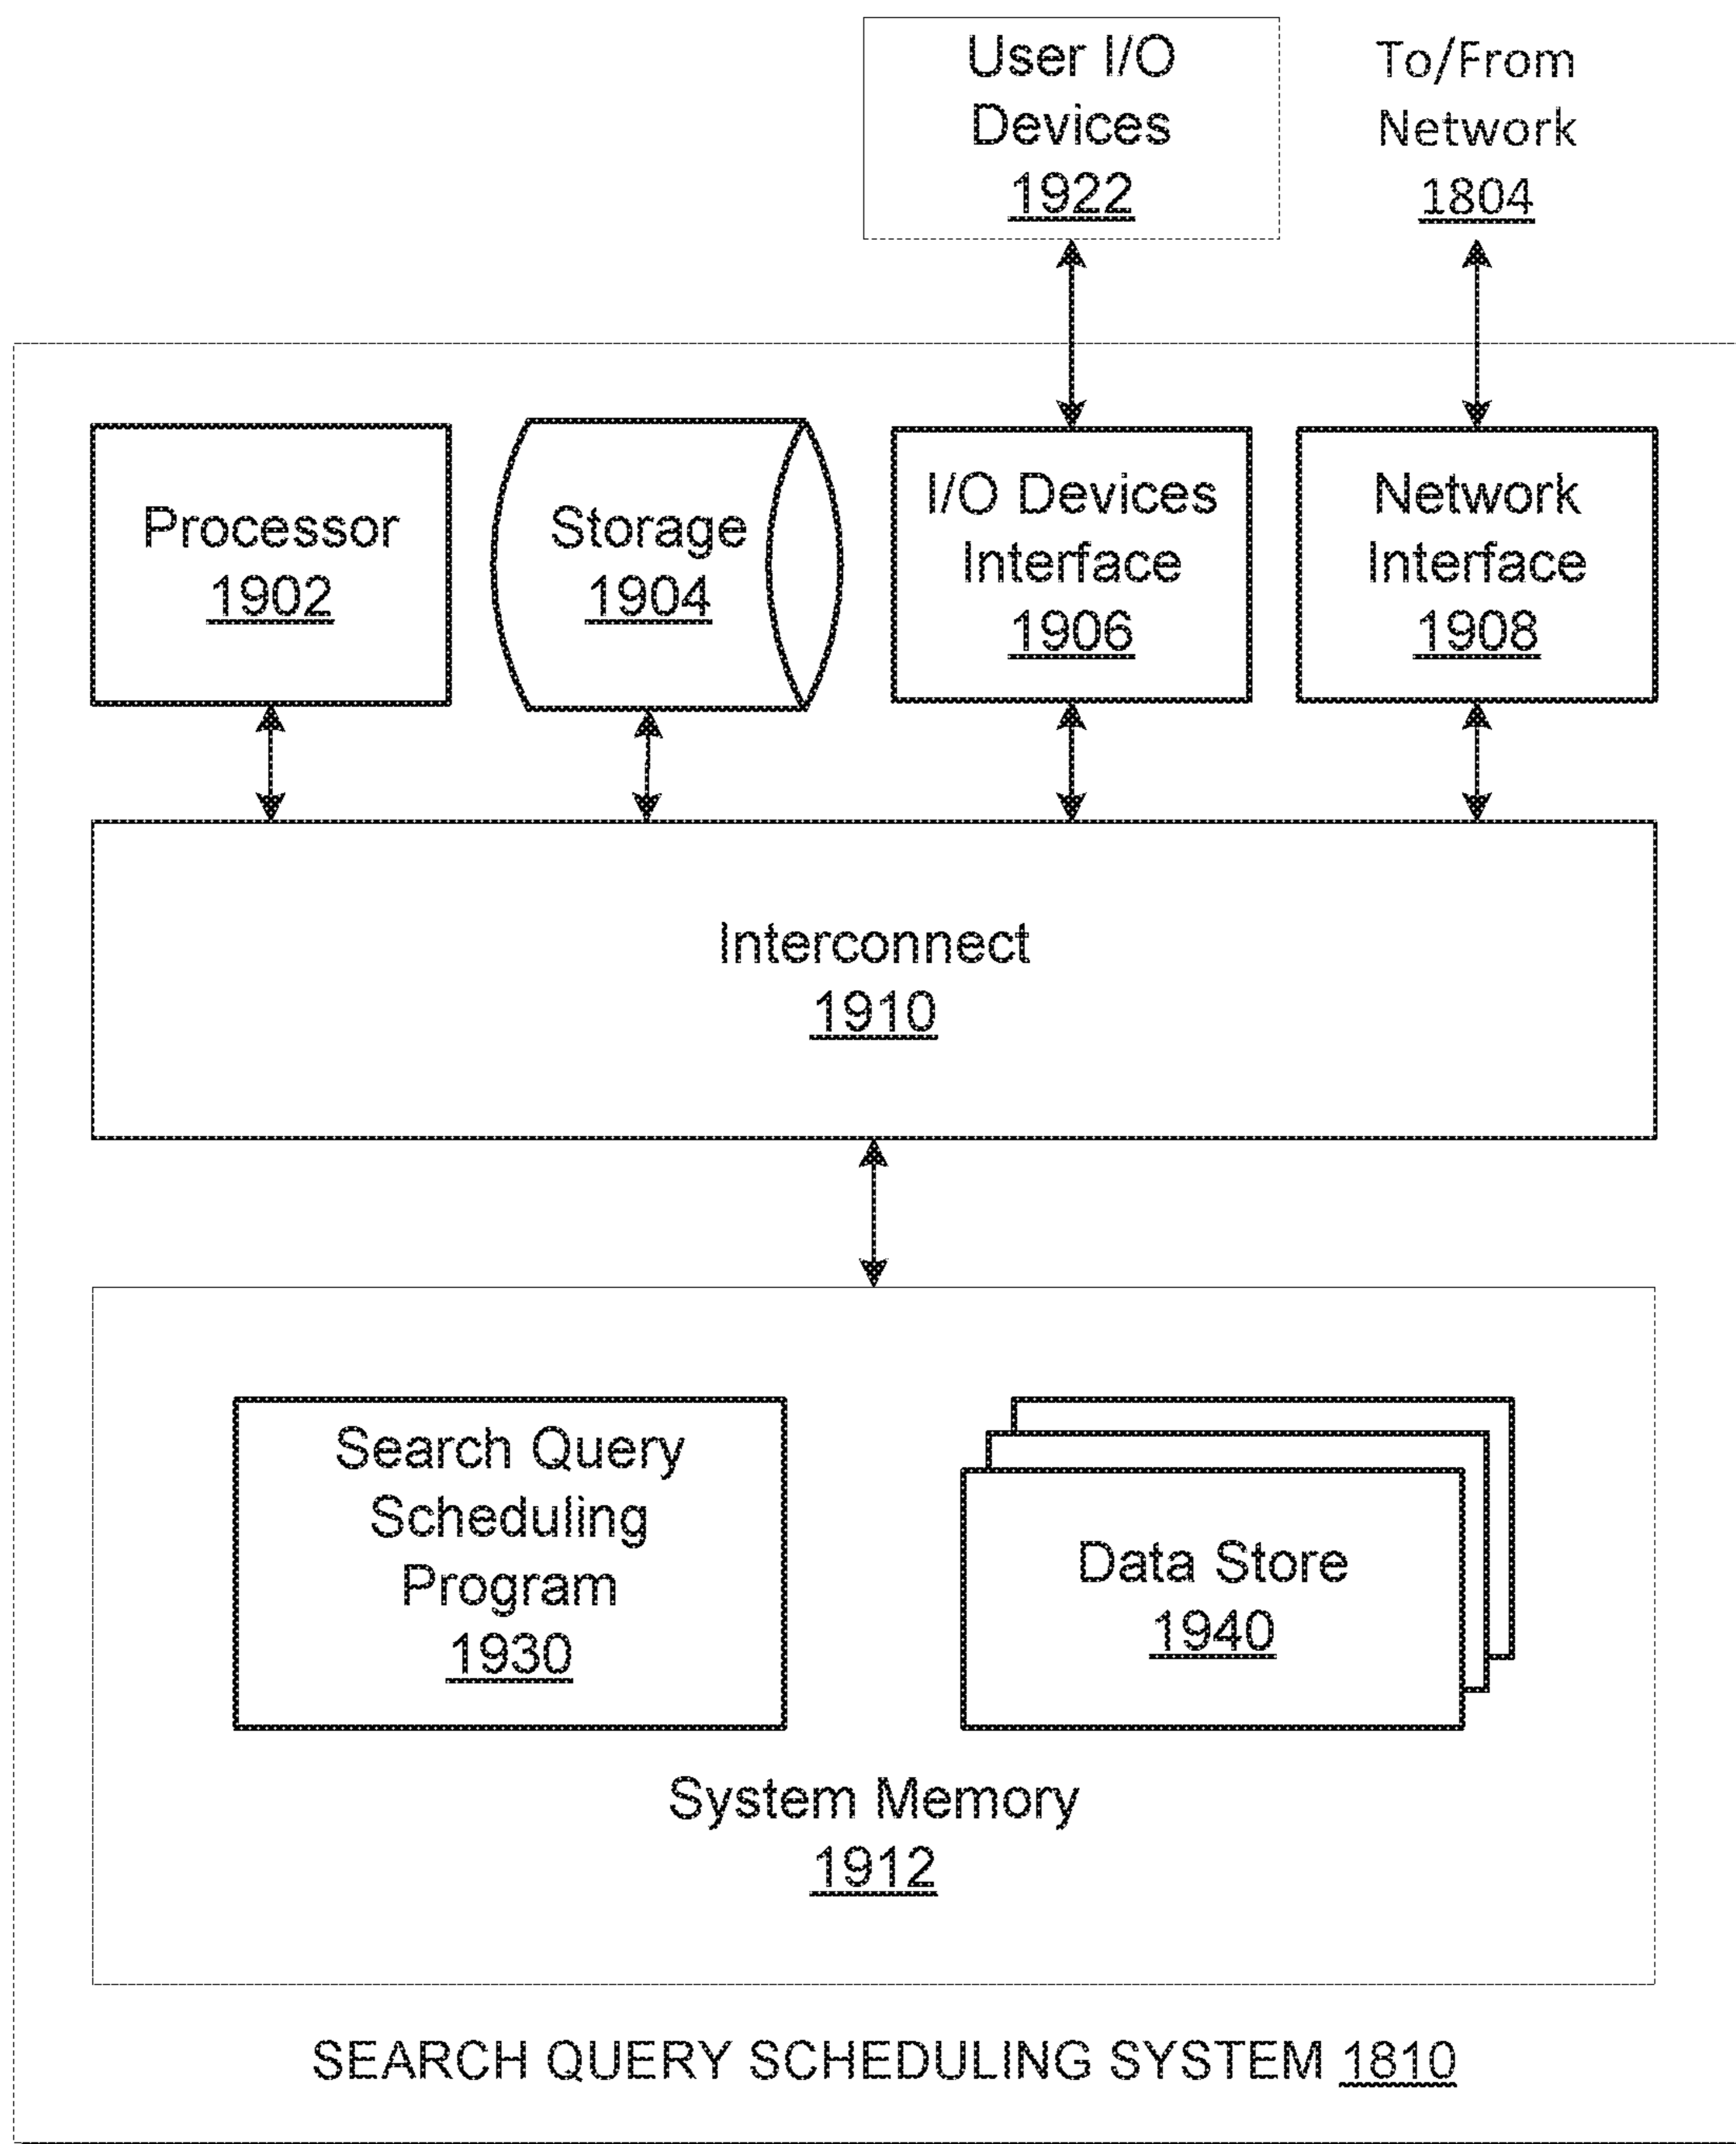 User I/O
Devices
1922
To/From
Network
1804
Processor
1902
Storage
1904
I/O Devices
Interface
1906
Network
Interface
1908
Interconnect
1910
Search Query
Scheduling
Program
1930
Data Store
1940
System Memory
1912
SEARCH QUERY SCHEDULING SYSTEM 1810